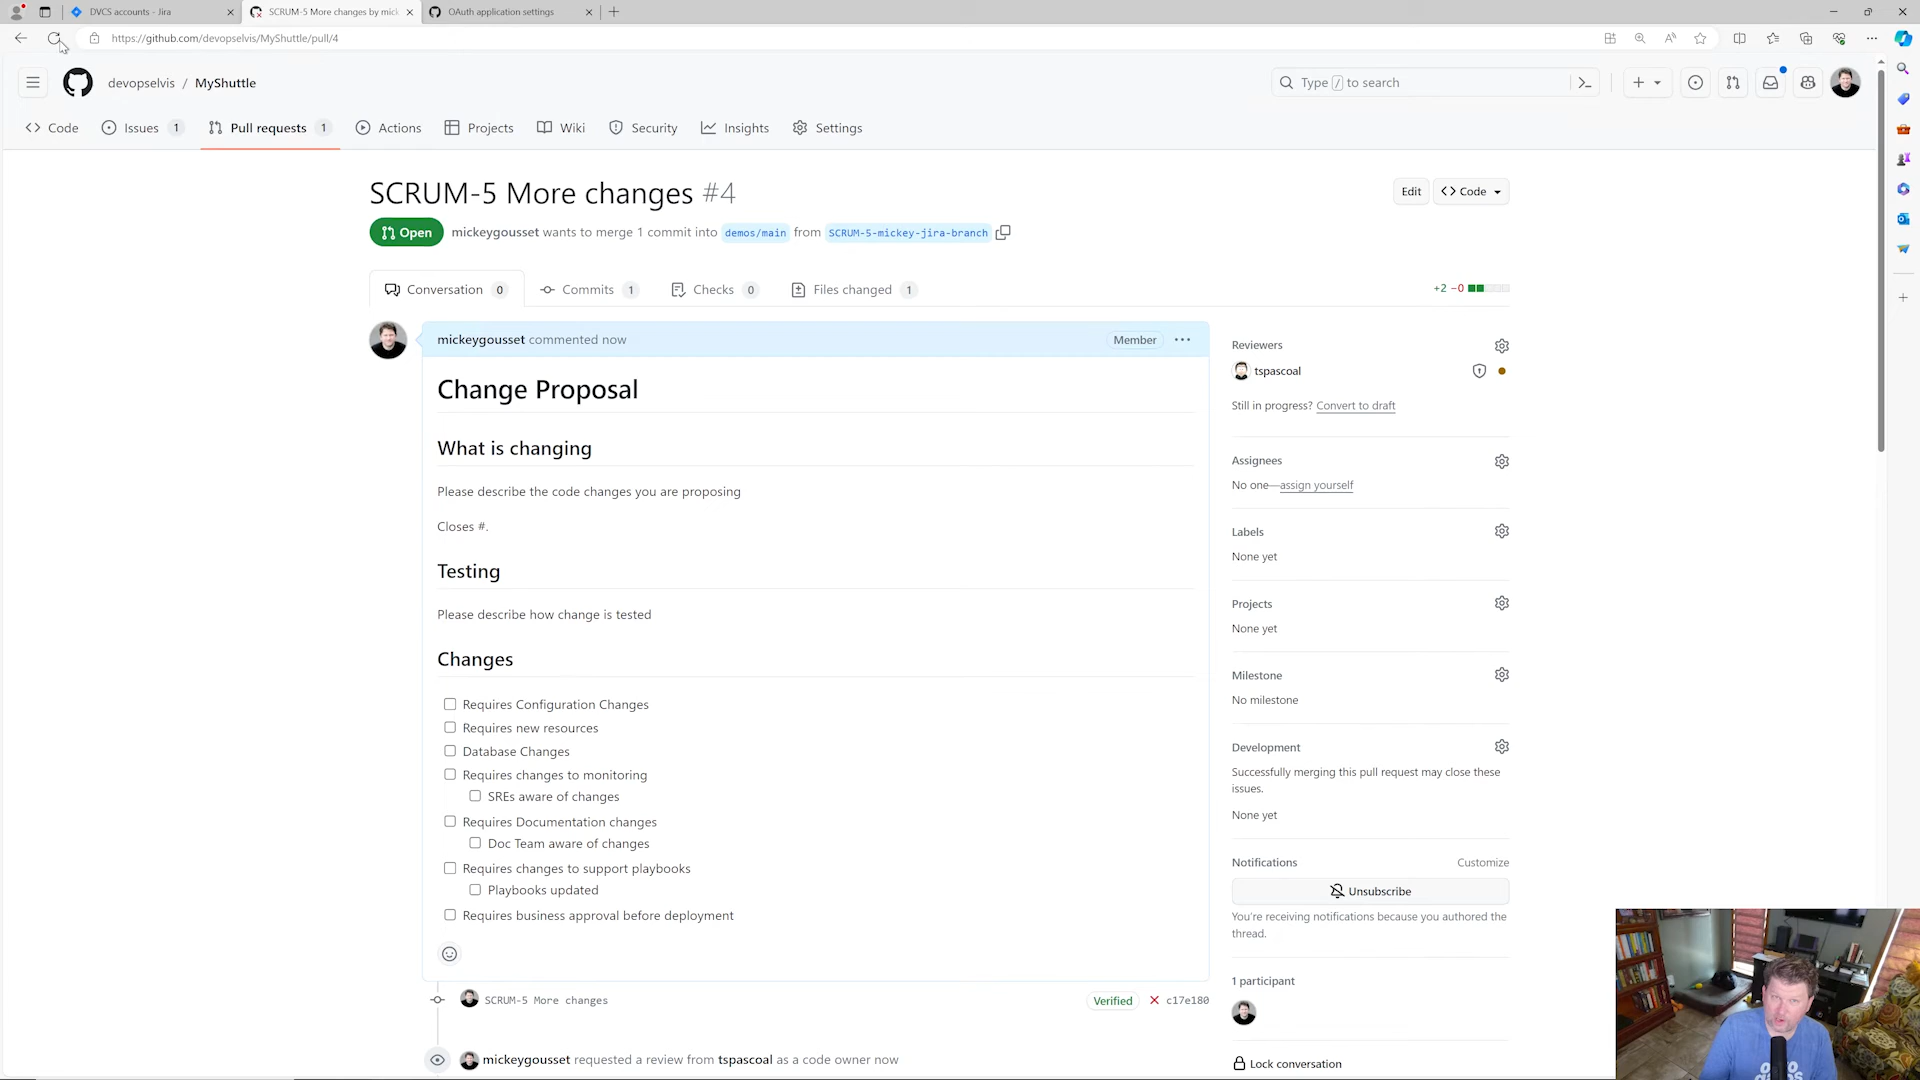 DVCS accounts - Jira
SCRUM-5 More changes by mick
OAuth application settings
https://github.com/devopselvis/MyShuttle/pull/4
devopselvis / MyShuttle
Type / to search
Code
Issues 1
Pull requests 1
Actions
Projects
Wiki
Security
Insights
Settings
SCRUM-5 More changes #4
Edit
<> Code
Open
mickeygousset wants to merge 1 commit into demos/main from SCRUM-5-mickey-jira-branch
Conversation 0
Commits 1
Checks 0
Files changed 1
+2 −0
mickeygousset commented now
Member
Change Proposal
What is changing
Please describe the code changes you are proposing
Closes #.
Testing
Please describe how change is tested
Changes
Requires Configuration Changes
Requires new resources
Database Changes
Requires changes to monitoring
SREs aware of changes
Requires Documentation changes
Doc Team aware of changes
Requires changes to support playbooks
Playbooks updated
Requires business approval before deployment
SCRUM-5 More changes
Verified
c17e180
mickeygousset requested a review from tspascoal as a code owner now
Reviewers
tspascoal
Still in progress? Convert to draft
Assignees
No one—assign yourself
Labels
None yet
Projects
None yet
Milestone
No milestone
Development
Successfully merging this pull request may close these
issues.
None yet
Notifications
Customize
Unsubscribe
You're receiving notifications because you authored the
thread.
1 participant
Lock conversation